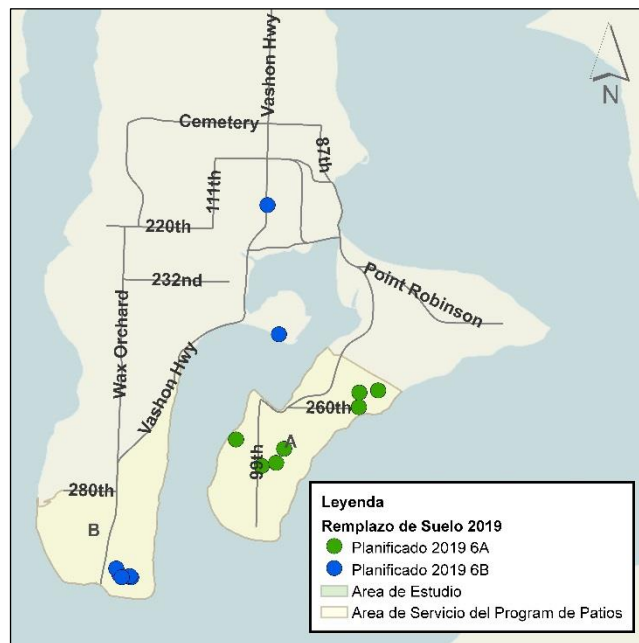 Vashon Hwy
N
Cemetery
87th
111th
220th
Point Robinson
232nd
Wax Orchard
Vashon Hwy
260th
A
99th
280th
B
Leyenda
Remplazo de Suelo 2019
Planificado 2019 6A
Planificado 2019 6B
Area de Estudio
Area de Servicio del Program de Patios